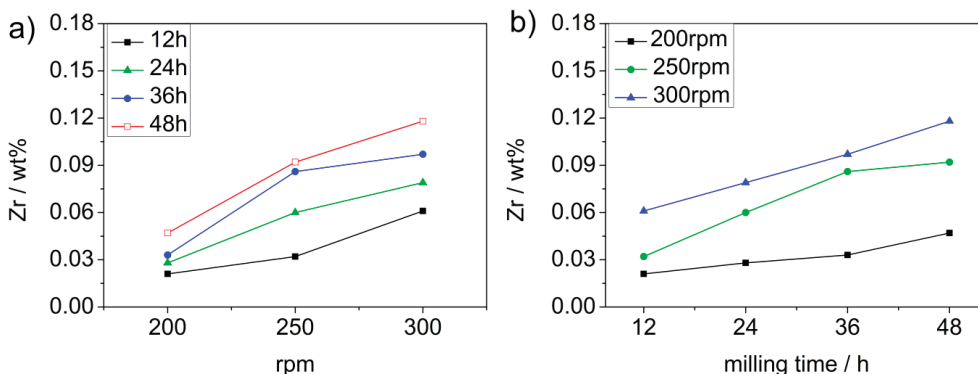 a)
12h
24h
36h
48h
0.18
0.15
0.12
0.09
0.06
0.03
0.00
Zr / wt%
200
250
300
rpm
b)
200rpm
250rpm
300rpm
0.18
0.15
0.12
0.09
0.06
0.03
0.00
Zr / wt%
12
24
36
48
milling time / h